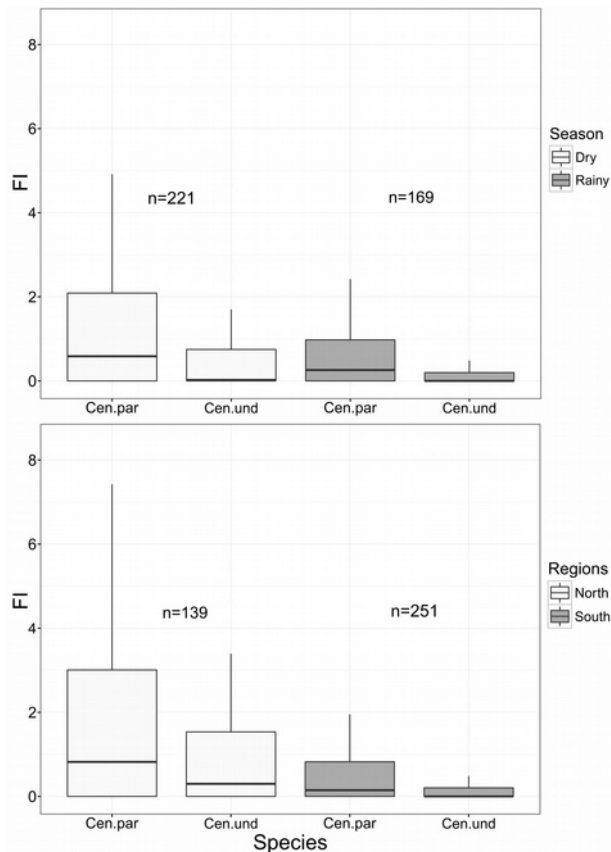 8
6
4
2
0
FI
n=221
n=169
Season
Dry
Rainy
Cen.par
Cen.und
Cen.par
Cen.und
8
6
4
2
0
FI
n=139
n=251
Regions
North
South
Cen.par
Cen.und
Cen.par
Cen.und
Species